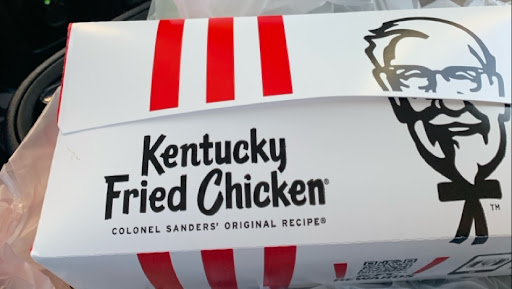 Kentucky
Fried Chicken®
COLONEL SANDERS' ORIGINAL RECIPE®
TM